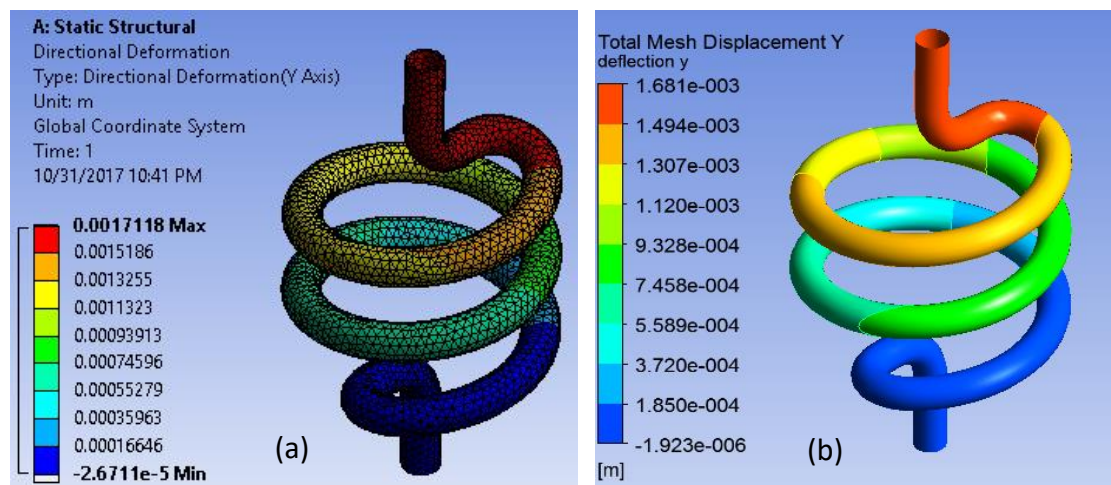 A: Static Structural
Directional Deformation
Type: Directional Deformation(Y Axis)
Unit: m
Global Coordinate System
Time: 1
10/31/2017 10:41 PM
0.0017118 Max
0.0015186
0.0013255
0.0011323
0.00093913
0.00074596
0.00055279
0.00035963
0.00016646
-2.6711e-5 Min
(a)
Total Mesh Displacement Y
deflection y
1.681e-003
1.494e-003
1.307e-003
1.120e-003
9.328e-004
7.458e-004
5.589e-004
3.720e-004
1.850e-004
-1.923e-006
[m]
(b)